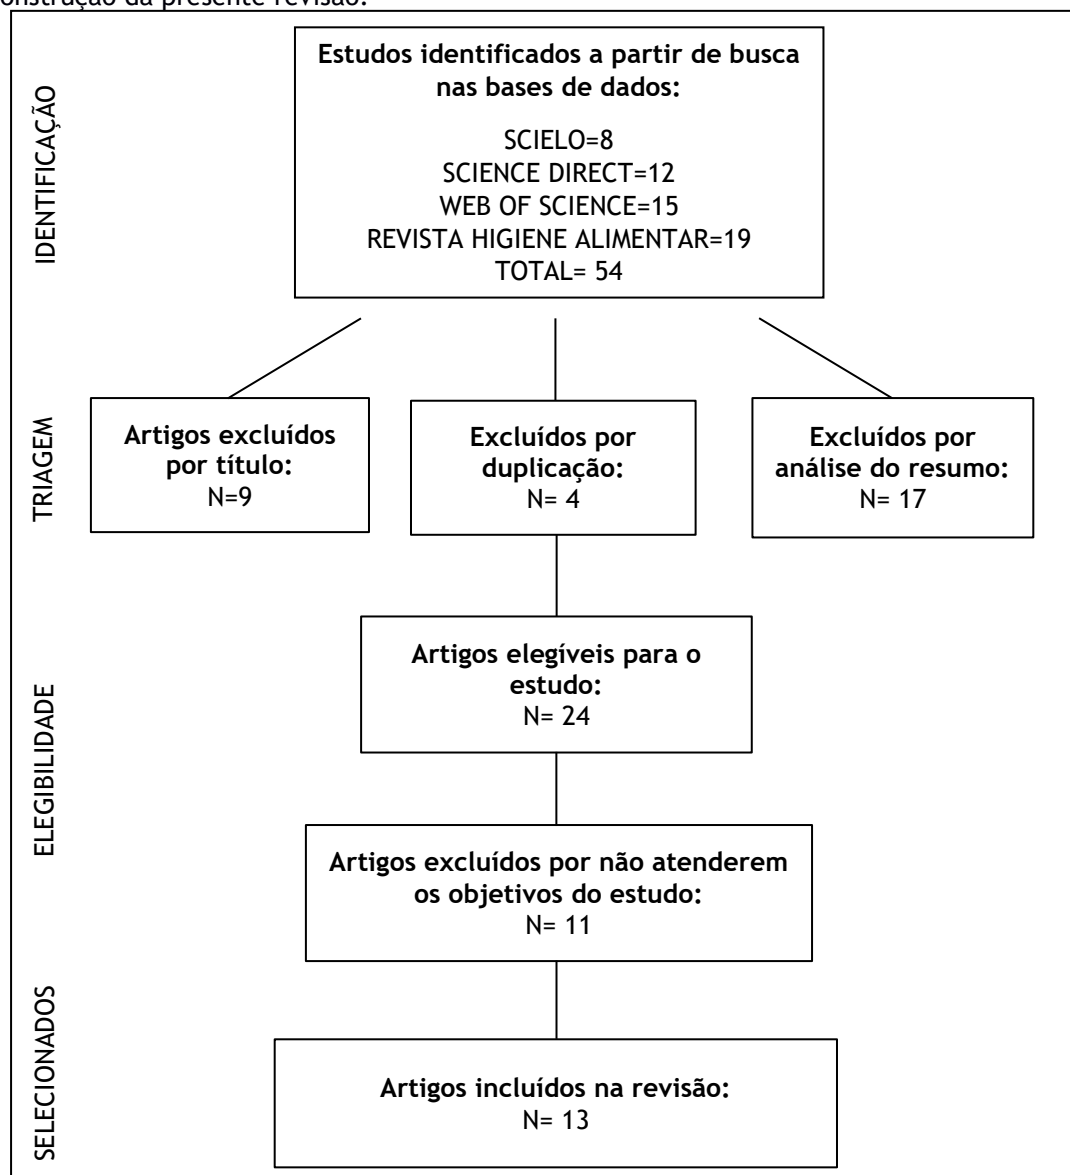 onstrução da presente revisão.
IDENTIFICAÇÃO
Estudos identificados a partir de busca
nas bases de dados:
SCIELO=8
SCIENCE DIRECT=12
WEB OF SCIENCE=15
REVISTA HIGIENE ALIMENTAR=19
TOTAL= 54
TRIAGEM
Artigos excluídos
por título:
N=9
Excluídos por
duplicação:
N= 4
Excluídos por
análise do resumo:
N= 17
ELEGIBILIDADE
Artigos elegíveis para o
estudo:
N= 24
Artigos excluídos por não atenderem
os objetivos do estudo:
N= 11
SELECIONADOS
Artigos incluídos na revisão:
N= 13